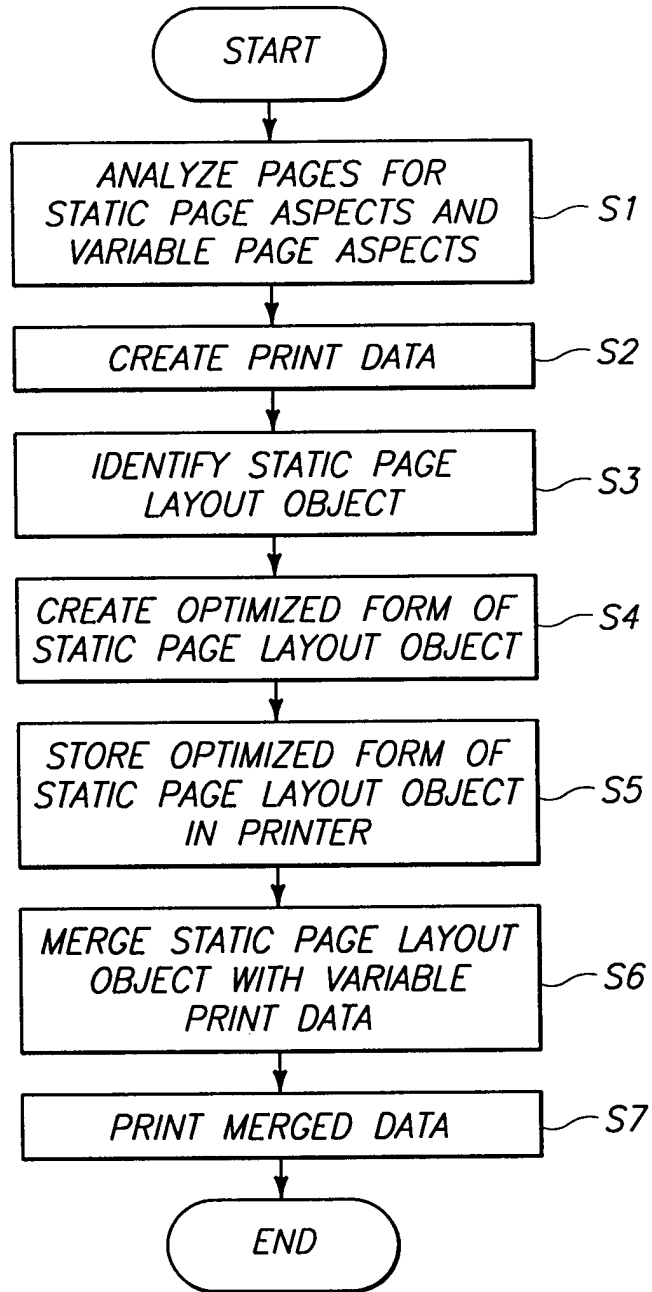 START
ANALYZE PAGES FOR
STATIC PAGE ASPECTS AND
VARIABLE PAGE ASPECTS
S1
CREATE PRINT DATA
S2
IDENTIFY STATIC PAGE
LAYOUT OBJECT
S3
CREATE OPTIMIZED FORM OF
STATIC PAGE LAYOUT OBJECT
S4
STORE OPTIMIZED FORM OF
STATIC PAGE LAYOUT OBJECT
IN PRINTER
S5
MERGE STATIC PAGE LAYOUT
OBJECT WITH VARIABLE
PRINT DATA
S6
PRINT MERGED DATA
S7
END